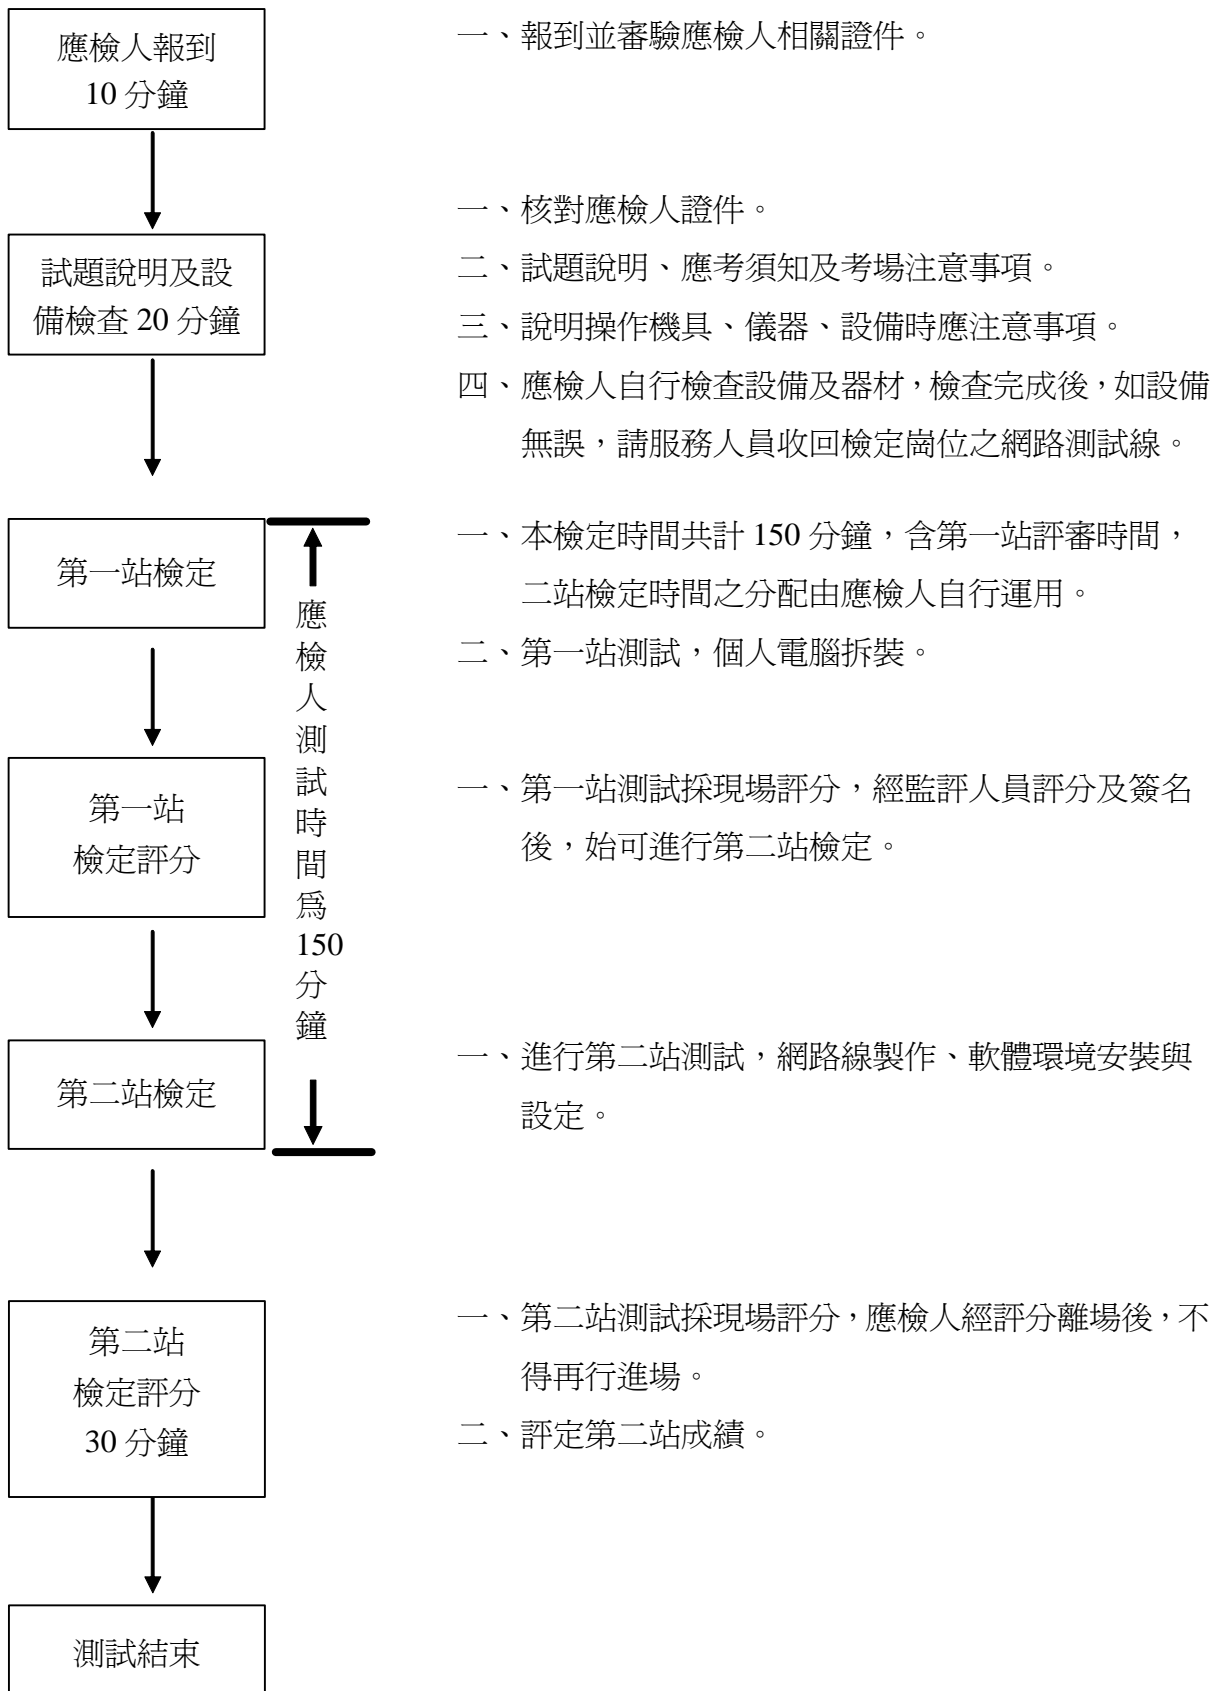 應檢人報到
10 分鐘
一、報到並審驗應檢人相關證件。
試題說明及設
備檢查 20 分鐘
一、核對應檢人證件。
二、試題說明、應考須知及考場注意事項。
三、說明操作機具、儀器、設備時應注意事項。
四、應檢人自行檢查設備及器材，檢查完成後，如設備
無誤，請服務人員收回檢定崗位之網路測試線。
第一站檢定
一、本檢定時間共計 150 分鐘，含第一站評審時間，
二站檢定時間之分配由應檢人自行運用。
二、第一站測試，個人電腦拆裝。
應檢人測試時間為150分鐘
第一站
檢定評分
一、第一站測試採現場評分，經監評人員評分及簽名
後，始可進行第二站檢定。
第二站檢定
一、進行第二站測試，網路線製作、軟體環境安裝與
設定。
第二站
檢定評分
30 分鐘
一、第二站測試採現場評分，應檢人經評分離場後，不
得再行進場。
二、評定第二站成績。
測試結束